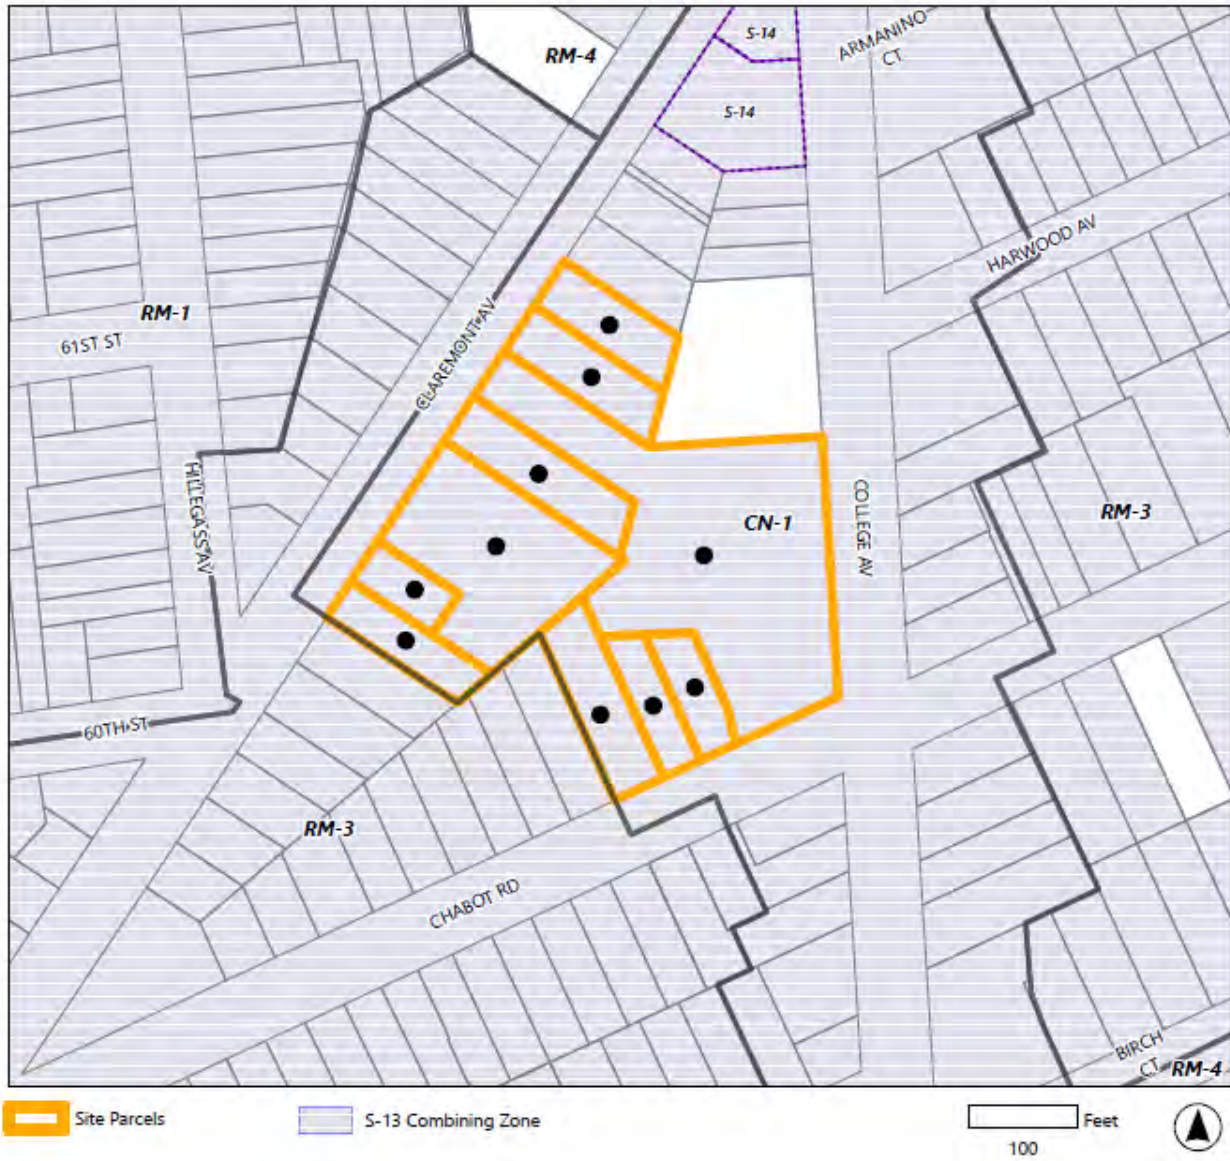 S-14
ARMANINO
CT
RM-4
S-14
HARWOOD AV
RM-1
61ST ST
CLAREMONT AV
HILLEGASS AV
COLLEGE AV
CN-1
RM-3
60TH ST
RM-3
CHABOT RD
BIRCH
CT
RM-4
Site Parcels
S-13 Combining Zone
Feet
100